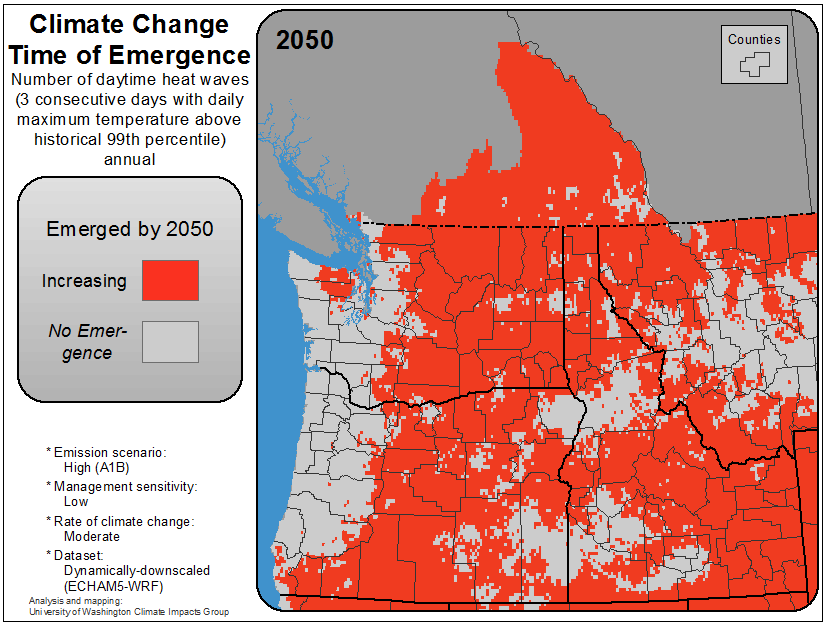 Climate Change
Time of Emergence
Number of daytime heat waves
(3 consecutive days with daily
maximum temperature above
historical 99th percentile)
annual
Emerged by 2050
Increasing
No Emer-
gence
* Emission scenario:
High (A1B)
* Management sensitivity:
Low
* Rate of climate change:
Moderate
* Dataset:
Dynamically-downscaled
(ECHAM5-WRF)
Analysis and mapping:
University of Washington Climate Impacts Group
2050
Counties